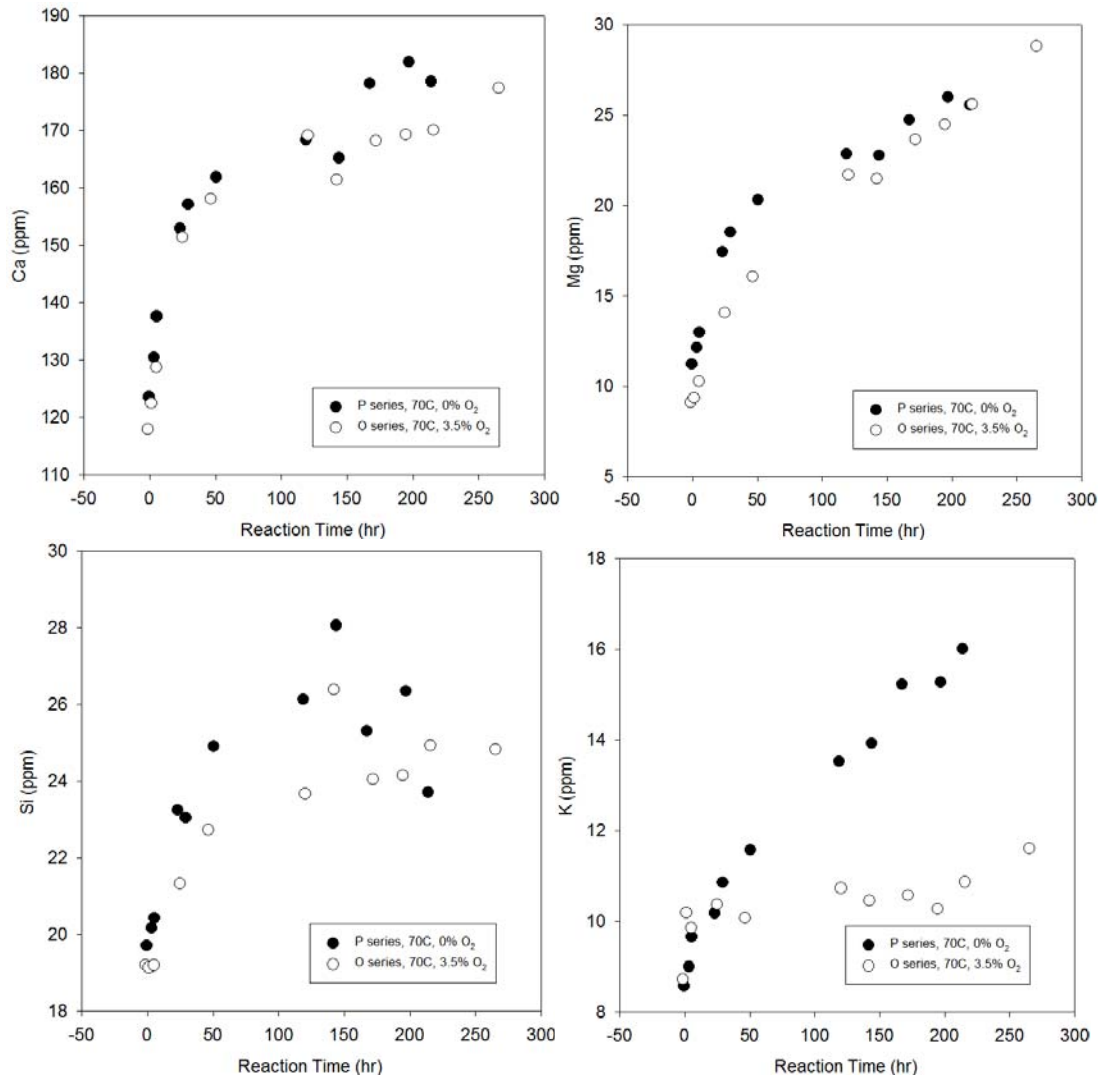 190
180
170
160
150
140
130
120
110
Ca (ppm)
P series, 70C, 0% O₂
O series, 70C, 3.5% O₂
-50 0 50 100 150 200 250 300
Reaction Time (hr)
30
25
20
15
10
5
Mg (ppm)
P series, 70C, 0% O₂
O series, 70C, 3.5% O₂
-50 0 50 100 150 200 250 300
Reaction Time (hr)
30
28
26
24
22
20
18
Si (ppm)
P series, 70C, 0% O₂
O series, 70C, 3.5% O₂
-50 0 50 100 150 200 250 300
Reaction Time (hr)
18
16
14
12
10
8
K (ppm)
P series, 70C, 0% O₂
O series, 70C, 3.5% O₂
-50 0 50 100 150 200 250 300
Reaction Time (hr)